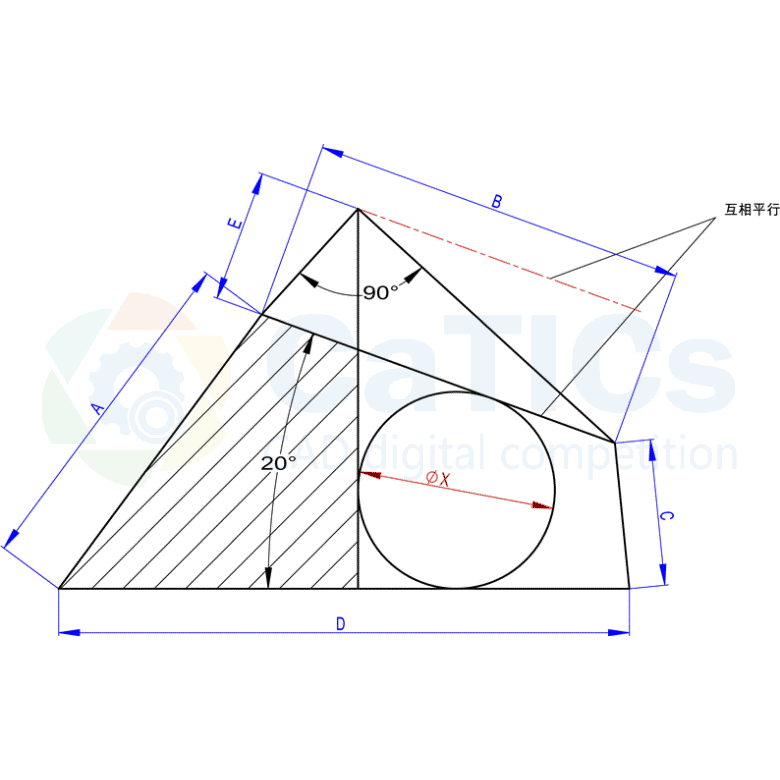 B
E
互相平行
90°
A
CaTICs
CAD digital competition
20°
ØX
C
D